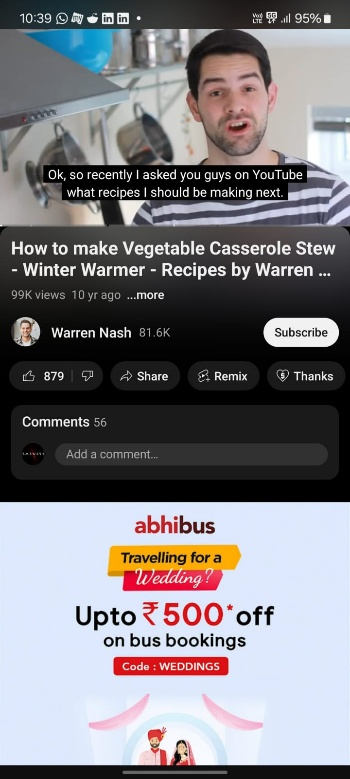 10:39
95%
Ok, so recently I asked you guys on YouTube
what recipes I should be making next.
How to make Vegetable Casserole Stew
- Winter Warmer - Recipes by Warren ...
99K views 10 yr ago ...more
Warren Nash 81.6K
Subscribe
879
Share
Remix
Thanks
Comments 56
Add a comment...
abhibus
Travelling for a
Wedding?
Upto ₹500* off
on bus bookings
Code : WEDDINGS